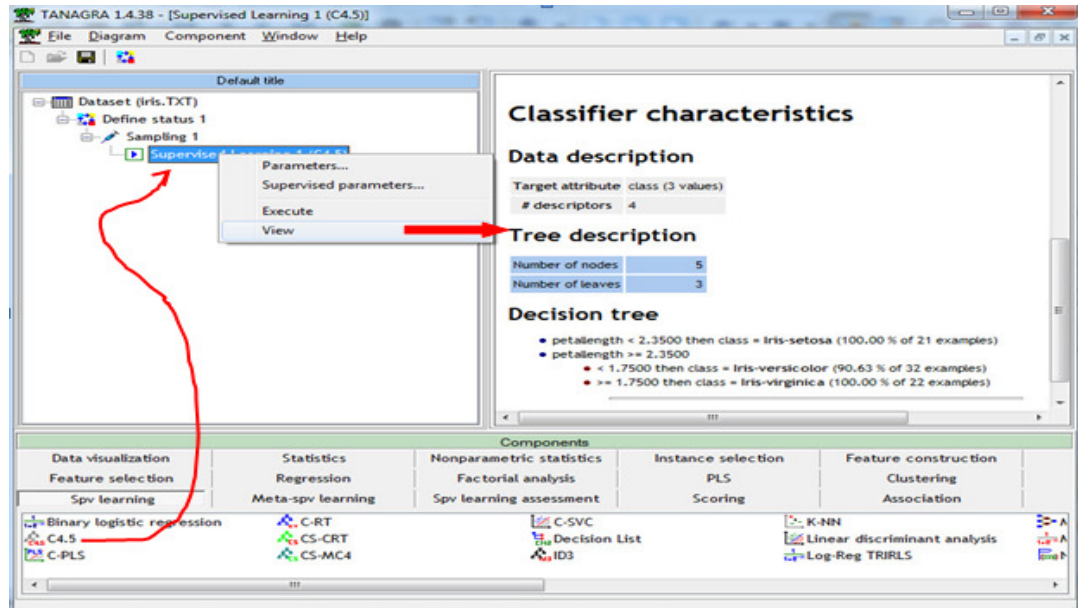 TANAGRA 1.4.38 - [Supervised Learning 1 (C4.5)]
File Diagram Component Window Help
Default title
Dataset (iris.TXT)
Define status 1
Sampling 1
Supervised Learning 1 (C4.5)
Parameters...
Supervised parameters...
Execute
View
Classifier characteristics
Data description
Target attribute class (3 values)
# descriptors 4
Tree description
Number of nodes 5
Number of leaves 3
Decision tree
petallength < 2.3500 then class = Iris-setosa (100.00 % of 21 examples)
petallength >= 2.3500
< 1.7500 then class = Iris-versicolor (90.63 % of 32 examples)
>= 1.7500 then class = Iris-virginica (100.00 % of 22 examples)
Components
Data visualization Statistics Nonparametric statistics Instance selection Feature construction
Feature selection Regression Factorial analysis PLS Clustering
Spv learning Meta-spv learning Spv learning assessment Scoring Association
Binary logistic regression C-RT C-SVC K-NN
C4.5 CS-CRT Decision List Linear discriminant analysis
C-PLS CS-MC4 ID3 Log-Reg TRIRLS